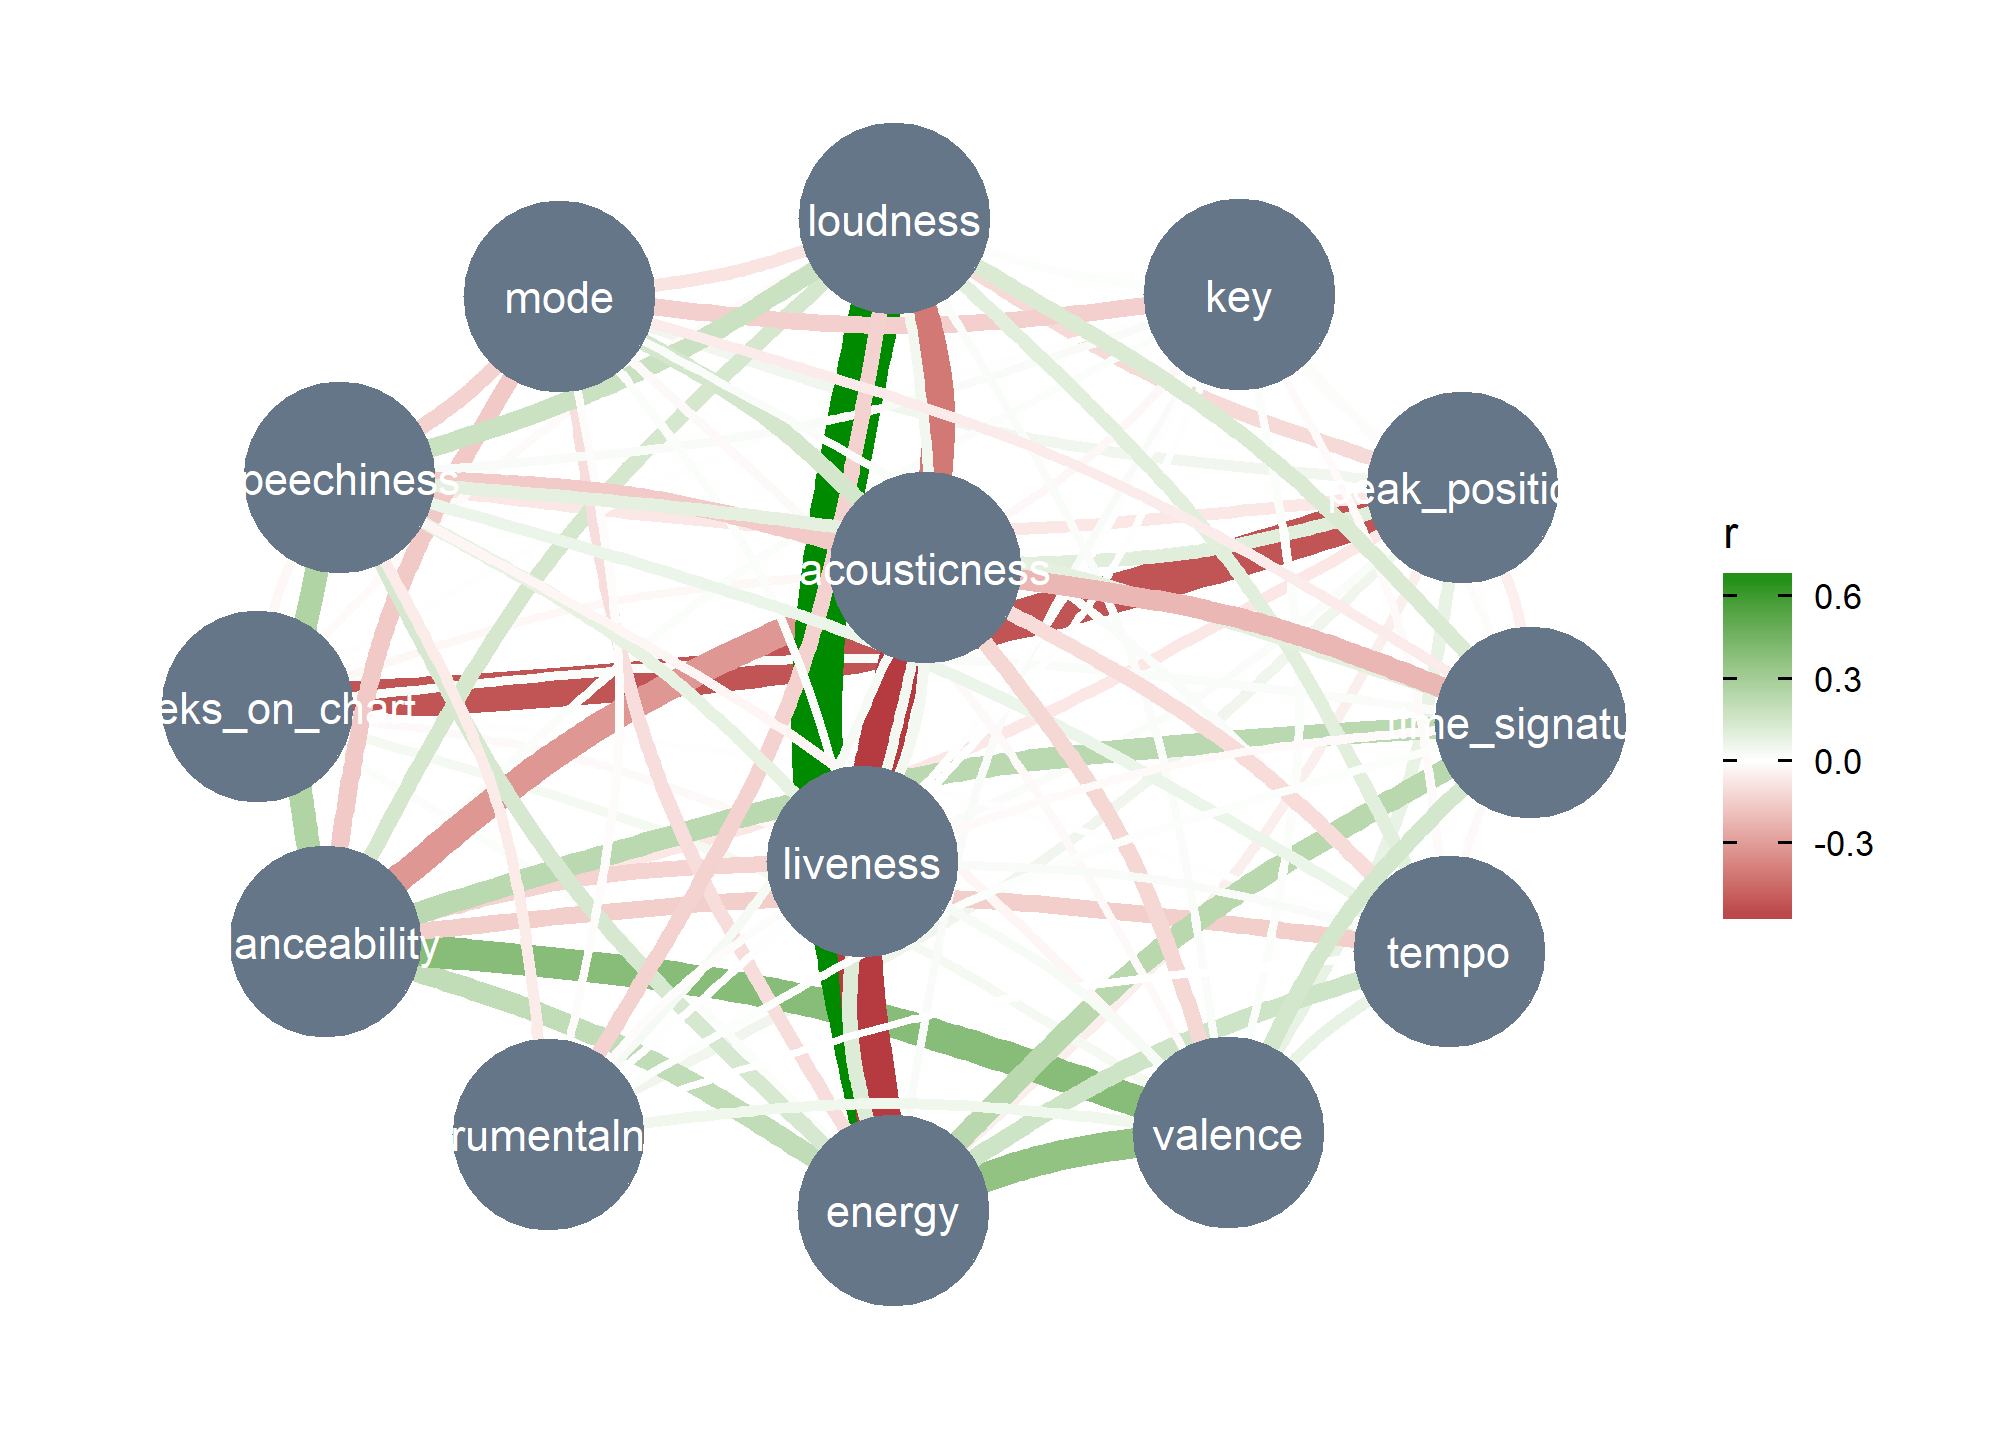 loudness
mode
key
peechiness
peak_positic
r
0.6
0.3
0.0
-0.3
acousticness
eks_on_chart
ime_signatu
liveness
anceability
tempo
rumentaln
valence
energy